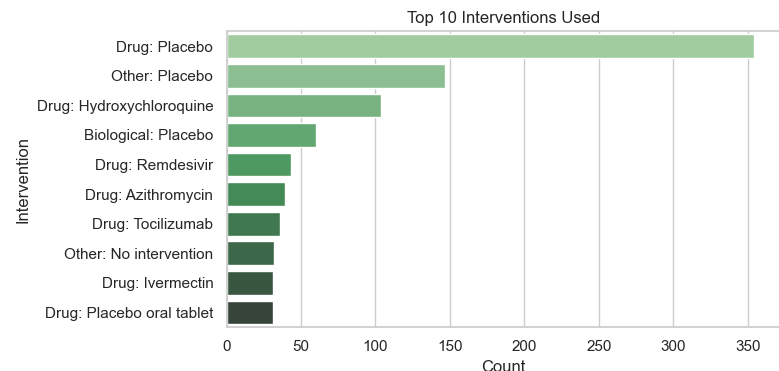 Top 10 Interventions Used
Intervention
Drug: Placebo
Other: Placebo
Drug: Hydroxychloroquine
Biological: Placebo
Drug: Remdesivir
Drug: Azithromycin
Drug: Tocilizumab
Other: No intervention
Drug: Ivermectin
Drug: Placebo oral tablet
0 50 100 150 200 250 300 350
Count